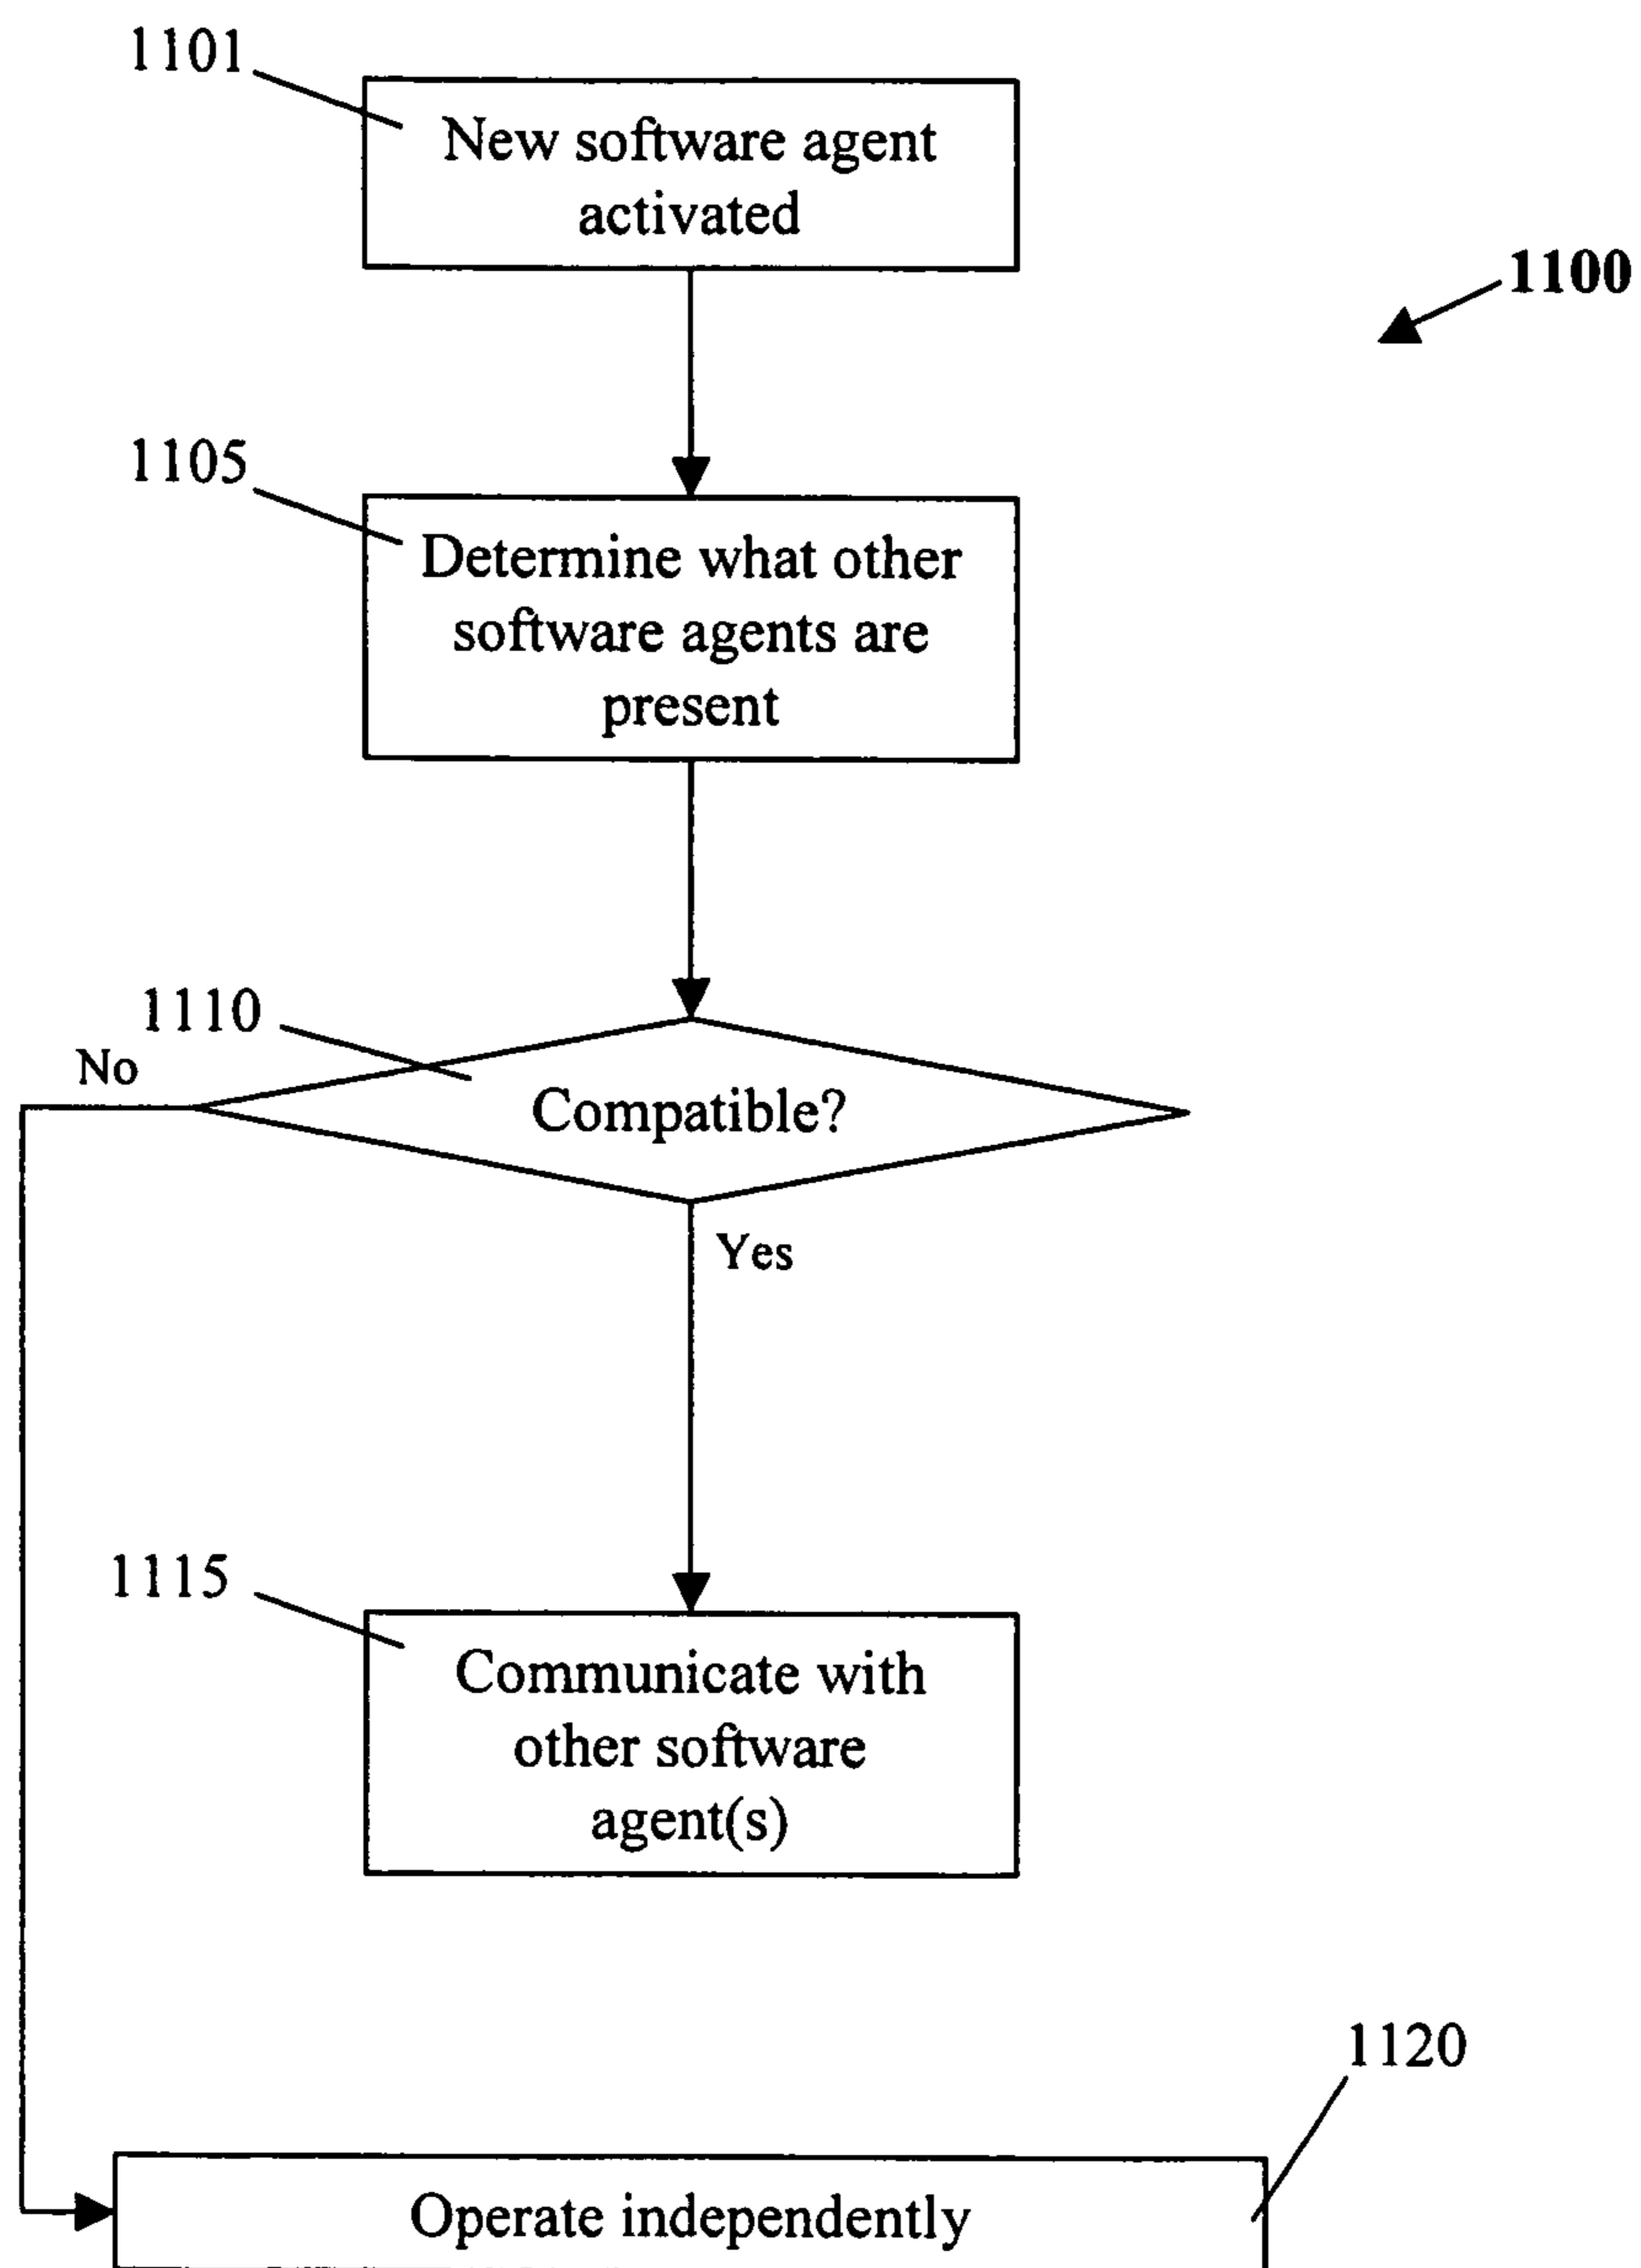 1101
New software agent
activated
1100
1105
Determine what other
software agents are
present
1110
No
Compatible?
Yes
1115
Communicate with
other software
agent(s)
1120
Operate independently